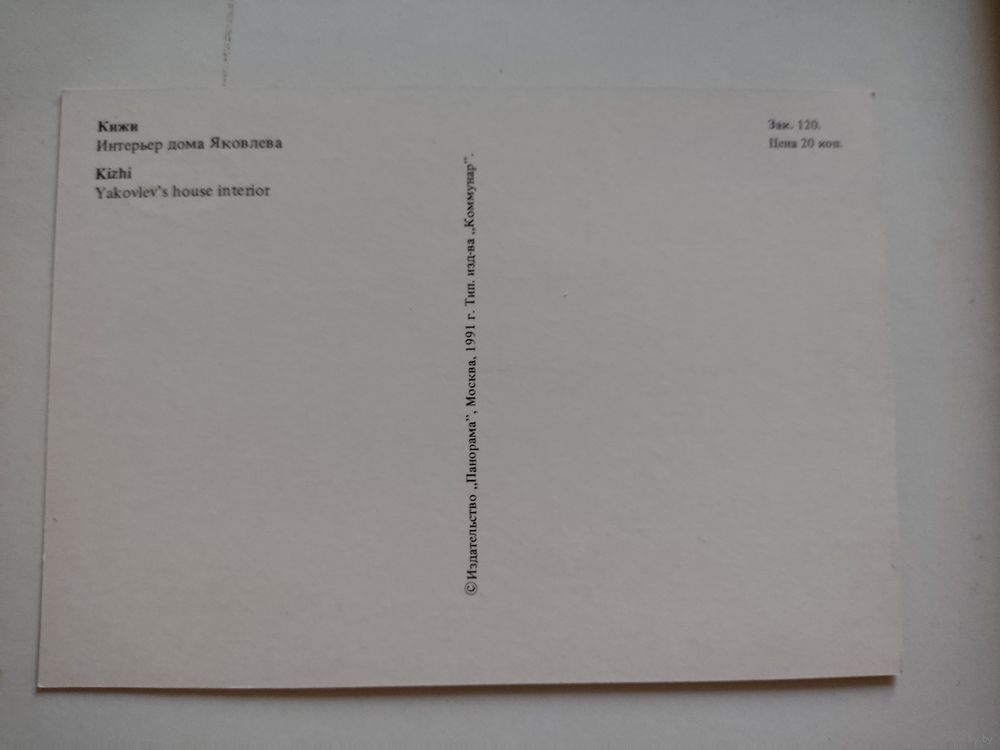 Кижи
Интерьер дома Яковлева
Kizhi
Yakovlev's house interior
© Издательство „Панорама”, Москва, 1991 г. Тип. изд-ва „Коммунар”.
Зак. 120.
Цена 20 коп.